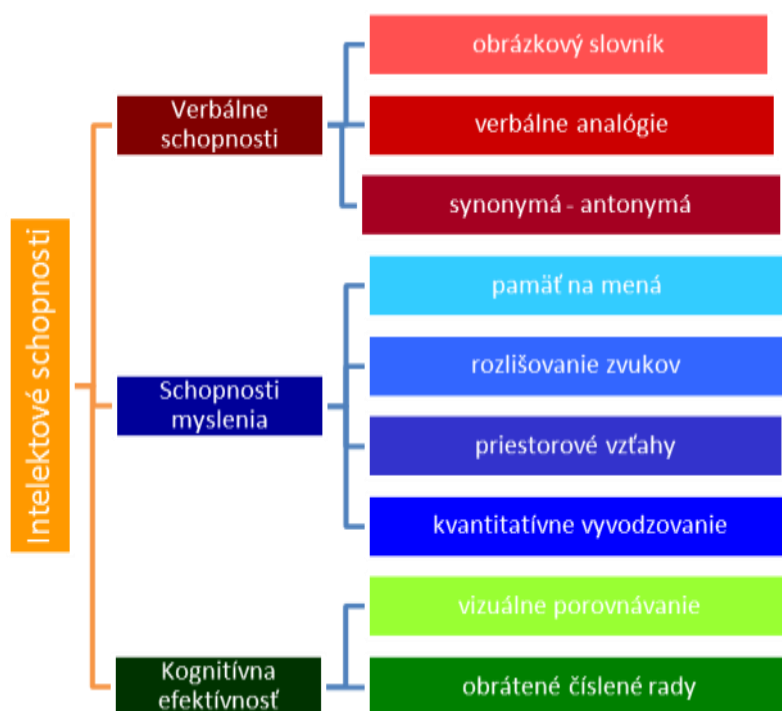 Intelektové schopnosti
Verbálne
schopnosti
obrázkový slovník
verbálne analógie
synonymá - antonymá
Schopnosti
myslenia
pamäť na mená
rozlišovanie zvukov
priestorové vzťahy
kvantitatívne vyvodzovanie
Kognitívna
efektívnosť
vizuálne porovnávanie
obrátené číslené rady